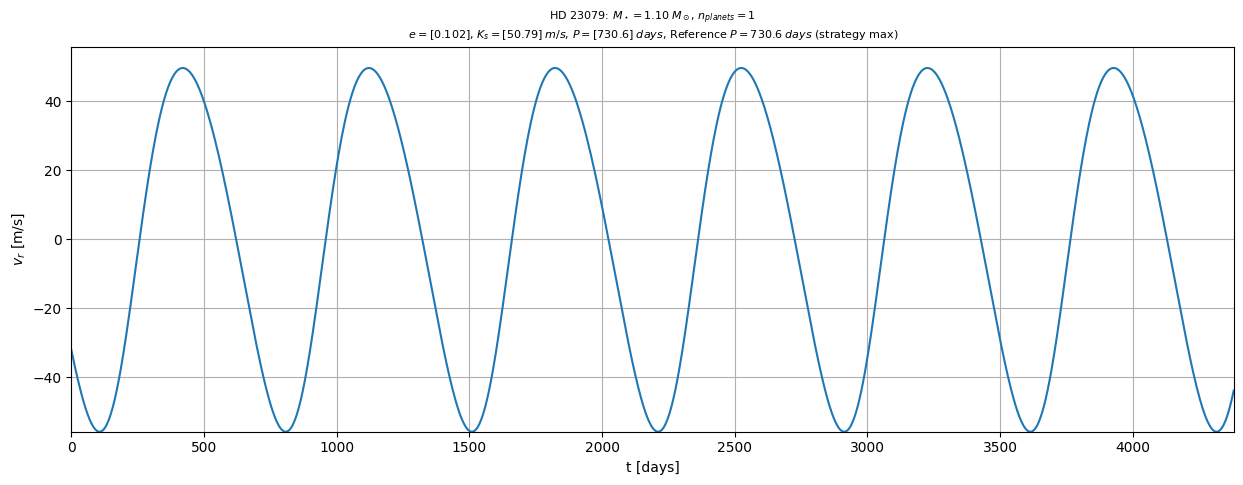 HD 23079: M⋆ = 1.10 M⊙, nplanets = 1
e = [0.102], Ks = [50.79] m/s, P = [730.6] days, Reference P = 730.6 days (strategy max)
40
20
0
−20
−40
vr [m/s]
0 500 1000 1500 2000 2500 3000 3500 4000
t [days]